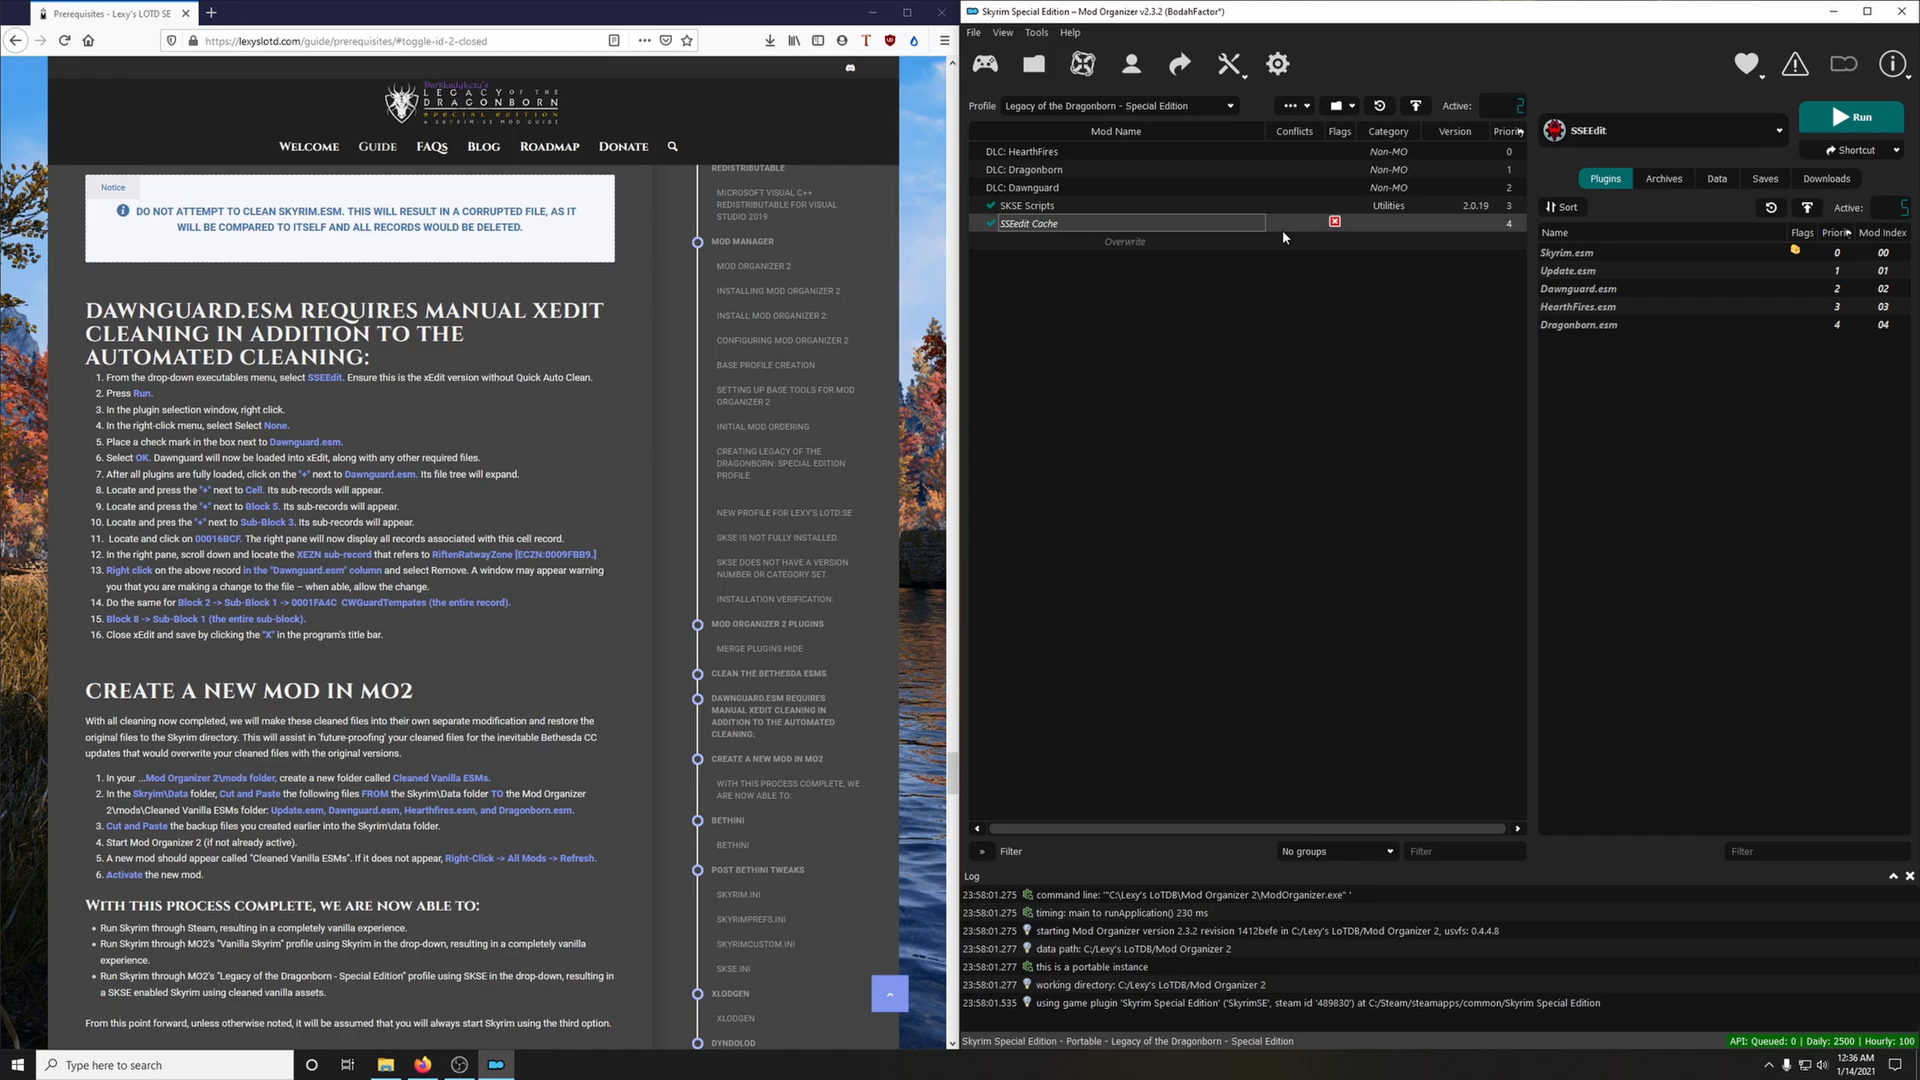 Prerequisites - Lexy's LOTD SE
https://lexyslotd.com/guide/prerequisites/#toggle-id-2-closed
Darkladylexy's
LEGACY OF THE
DRAGONBORN
SPECIAL EDITION
A SKYRIM:SE MOD GUIDE
WELCOME
GUIDE
FAQS
BLOG
ROADMAP
DONATE
Notice
DO NOT ATTEMPT TO CLEAN SKYRIM.ESM. THIS WILL RESULT IN A CORRUPTED FILE, AS IT
WILL BE COMPARED TO ITSELF AND ALL RECORDS WOULD BE DELETED.
DAWNGUARD.ESM REQUIRES MANUAL XEDIT
CLEANING IN ADDITION TO THE
AUTOMATED CLEANING:
1. From the drop-down executables menu, select SSEEdit. Ensure this is the xEdit version without Quick Auto Clean.
2. Press Run.
3. In the plugin selection window, right click.
4. In the right-click menu, select Select None.
5. Place a check mark in the box next to Dawnguard.esm.
6. Select OK. Dawnguard will now be loaded into xEdit, along with any other required files.
7. After all plugins are fully loaded, click on the "+" next to Dawnguard.esm. Its file tree will expand.
8. Locate and press the "+" next to Cell. Its sub-records will appear.
9. Locate and press the "+" next to Block 5. Its sub-records will appear.
10. Locate and pres the "+" next to Sub-Block 3. Its sub-records will appear.
11. Locate and click on 00016BCF. The right pane will now display all records associated with this cell record.
12. In the right pane, scroll down and locate the XEZN sub-record that refers to RiftenRatwayZone [ECZN:0009FBB9.]
13. Right click on the above record in the "Dawnguard.esm" column and select Remove. A window may appear warning
you that you are making a change to the file – when able, allow the change.
14. Do the same for Block 2 -> Sub-Block 1 -> 0001FA4C CWGuardTempates (the entire record).
15. Block 8 -> Sub-Block 1 (the entire sub-block).
16. Close xEdit and save by clicking the "X" in the program's title bar.
CREATE A NEW MOD IN MO2
With all cleaning now completed, we will make these cleaned files into their own separate modification and restore the
original files to the Skyrim directory. This will assist in 'future-proofing' your cleaned files for the inevitable Bethesda CC
updates that would overwrite your cleaned files with the original versions.
1. In your ...Mod Organizer 2\mods folder, create a new folder called Cleaned Vanilla ESMs.
2. In the Skryim\Data folder, Cut and Paste the following files FROM the Skyrim\Data folder TO the Mod Organizer
2\mods\Cleaned Vanilla ESMs folder: Update.esm, Dawnguard.esm, Hearthfires.esm, and Dragonborn.esm.
3. Cut and Paste the backup files you created earlier into the Skyrim\data folder.
4. Start Mod Organizer 2 (if not already active).
5. A new mod should appear called "Cleaned Vanilla ESMs". If it does not appear, Right-Click -> All Mods -> Refresh.
6. Activate the new mod.
WITH THIS PROCESS COMPLETE, WE ARE NOW ABLE TO:
Run Skyrim through Steam, resulting in a completely vanilla experience.
Run Skyrim through MO2's "Vanilla Skyrim" profile using Skyrim in the drop-down, resulting in a completely vanilla
experience.
Run Skyrim through MO2's "Legacy of the Dragonborn - Special Edition" profile using SKSE in the drop-down, resulting in
a SKSE enabled Skyrim using cleaned vanilla assets.
From this point forward, unless otherwise noted, it will be assumed that you will always start Skyrim using the third option.
REDISTRIBUTABLE
MICROSOFT VISUAL C++
REDISTRIBUTABLE FOR VISUAL
STUDIO 2019
MOD MANAGER
MOD ORGANIZER 2
INSTALLING MOD ORGANIZER 2
INSTALL MOD ORGANIZER 2:
CONFIGURING MOD ORGANIZER 2
BASE PROFILE CREATION
SETTING UP BASE TOOLS FOR MOD
ORGANIZER 2
INITIAL MOD ORDERING
CREATING LEGACY OF THE
DRAGONBORN: SPECIAL EDITION
PROFILE
NEW PROFILE FOR LEXY'S LOTD:SE
SKSE IS NOT FULLY INSTALLED.
SKSE DOES NOT HAVE A VERSION
NUMBER OR CATEGORY SET.
INSTALLATION VERIFICATION:
MOD ORGANIZER 2 PLUGINS
MERGE PLUGINS HIDE
CLEAN THE BETHESDA ESMS
DAWNGUARD.ESM REQUIRES
MANUAL XEDIT CLEANING IN
ADDITION TO THE AUTOMATED
CLEANING:
CREATE A NEW MOD IN MO2
WITH THIS PROCESS COMPLETE, WE
ARE NOW ABLE TO:
BETHINI
BETHINI
POST BETHINI TWEAKS
SKYRIM.INI
SKYRIMPREFS.INI
SKYRIMCUSTOM.INI
SKSE.INI
XLODGEN
XLODGEN
DYNDOLOD
Skyrim Special Edition – Mod Organizer v2.3.2 (BodahFactor*)
File View Tools Help
Profile Legacy of the Dragonborn - Special Edition Active: 2
Mod Name Conflicts Flags Category Version Priority
DLC: HearthFires Non-MO 0
DLC: Dragonborn Non-MO 1
DLC: Dawnguard Non-MO 2
SKSE Scripts Utilities 2.0.19 3
SSEedit Cache 4
Overwrite
» Filter No groups Filter
SSEEdit
Run
Shortcut
Plugins Archives Data Saves Downloads
Sort Active: 5
Name Flags Priority Mod Index
Skyrim.esm 0 00
Update.esm 1 01
Dawnguard.esm 2 02
HearthFires.esm 3 03
Dragonborn.esm 4 04
Filter
Log
23:58:01.275 command line: '"C:\Lexy's LoTDB\Mod Organizer 2\ModOrganizer.exe" '
23:58:01.275 timing: main to runApplication() 230 ms
23:58:01.275 starting Mod Organizer version 2.3.2 revision 1412befe in C:/Lexy's LoTDB/Mod Organizer 2, usvfs: 0.4.4.8
23:58:01.277 data path: C:/Lexy's LoTDB/Mod Organizer 2
23:58:01.277 this is a portable instance
23:58:01.277 working directory: C:/Lexy's LoTDB/Mod Organizer 2
23:58:01.535 using game plugin 'Skyrim Special Edition' ('SkyrimSE', steam id '489830') at C:/Steam/steamapps/common/Skyrim Special Edition
Skyrim Special Edition - Portable - Legacy of the Dragonborn - Special Edition
API: Queued: 0 | Daily: 2500 | Hourly: 100
Type here to search
12:36 AM
1/14/2021